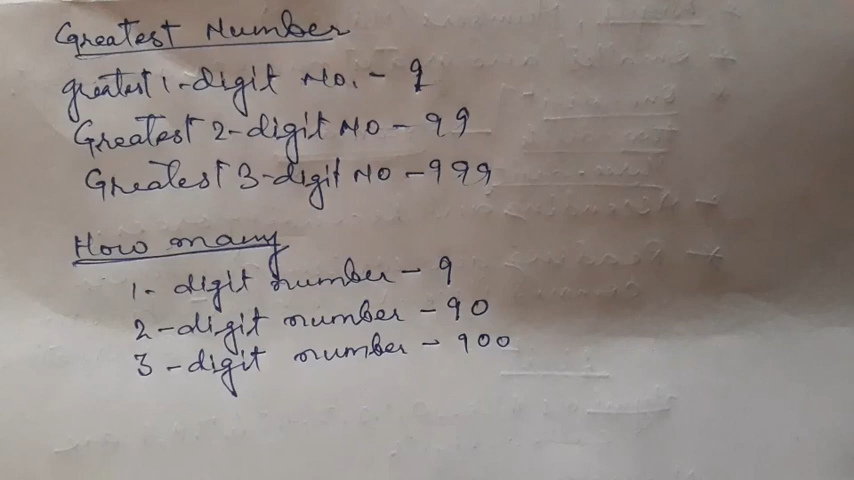 Greatest Number
greatest 1-digit No. - 9
Greatest 2-digit NO - 99
Greatest 3-digit NO - 999
How many
1- digit number - 9
2-digit number - 90
3-digit number - 900